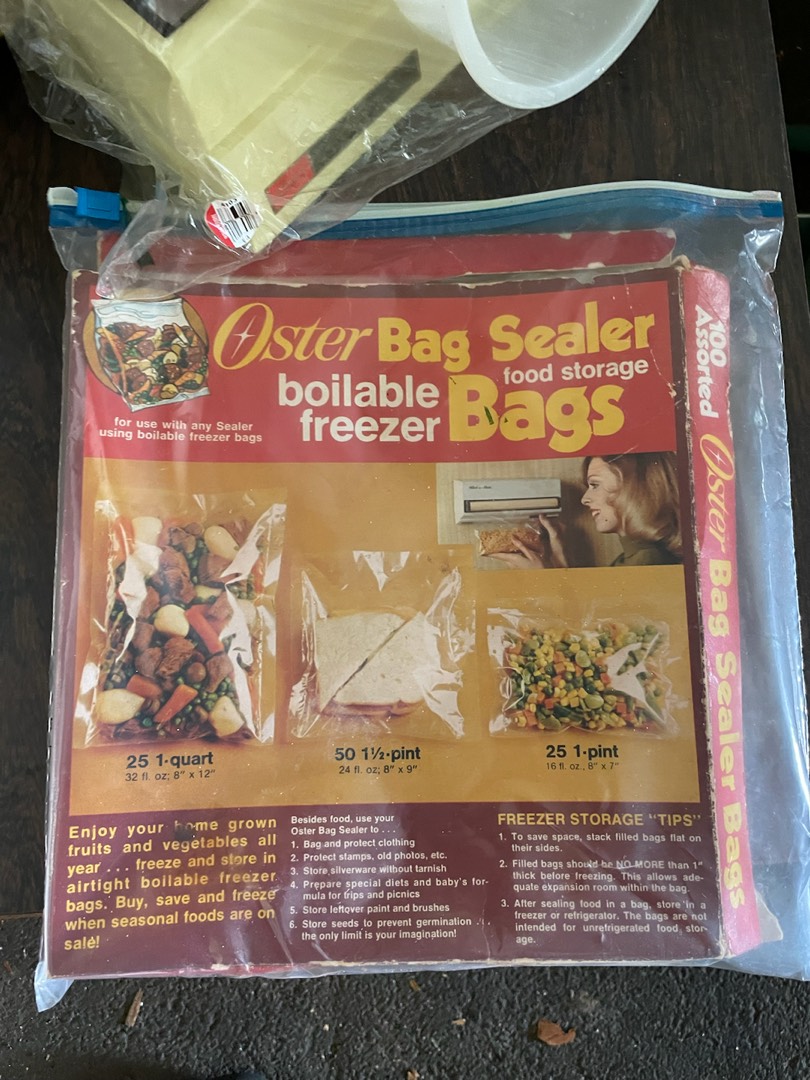 Oster Bag Sealer
boilable freezer
food storage
Bags
for use with any Sealer
using boilable freezer bags
25 1-quart
32 fl. oz; 8" x 12"
50 1½-pint
24 fl. oz; 8" x 9"
25 1-pint
16 fl. oz., 8" x 7"
Enjoy your home grown
fruits and vegetables all
year . . . freeze and store in
airtight boilable freezer
bags. Buy, save and freeze
when seasonal foods are on
sale!
Besides food, use your
Oster Bag Sealer to . . .
1. Bag and protect clothing
2. Protect stamps, old photos, etc.
3. Store silverware without tarnish
4. Prepare special diets and baby's for-
mula for trips and picnics
5. Store leftover paint and brushes
6. Store seeds to prevent germination . . .
the only limit is your imagination!
FREEZER STORAGE "TIPS"
1. To save space, stack filled bags flat on
their sides.
2. Filled bags should be NO MORE than 1"
thick before freezing. This allows ade-
quate expansion room within the bag.
3. After sealing food in a bag, store in a
freezer or refrigerator. The bags are not
intended for unrefrigerated food stor-
age.
100
Assorted
Oster Bag Sealer Bags